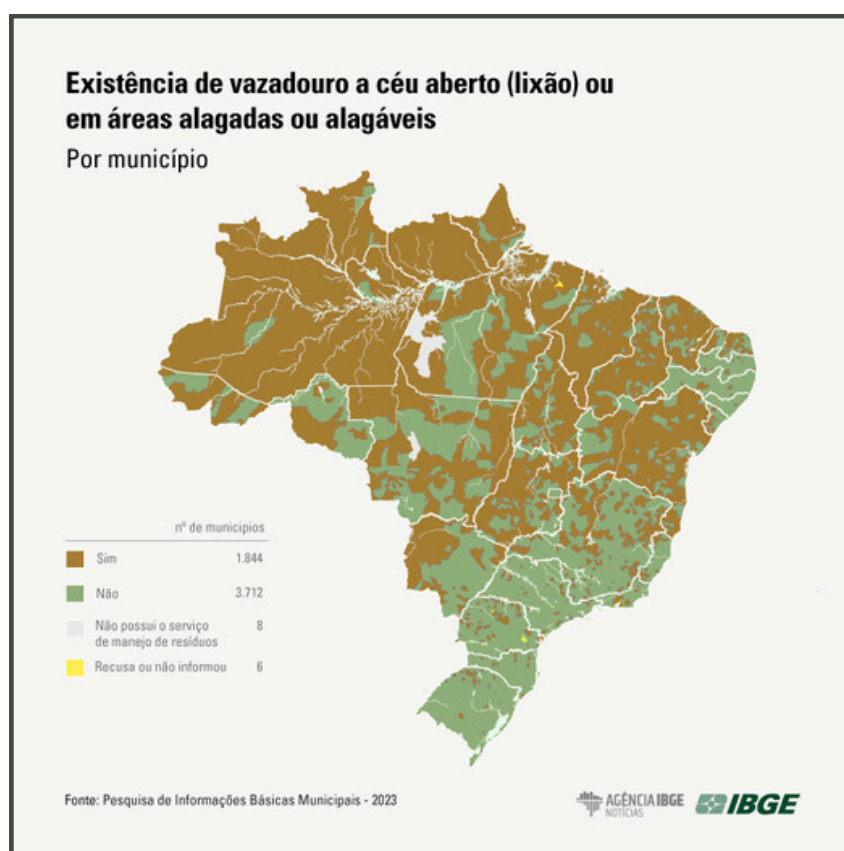 Existência de vazadouro a céu aberto (lixão) ou
em áreas alagadas ou alagáveis
Por município
nº de municipios
Sim 1.844
Não 3.712
Não possui o serviço 8
de manejo de resíduos
Recusa ou não informou 6
Fonte: Pesquisa de Informações Básicas Municipais - 2023
AGÊNCIA IBGE
NOTÍCIAS
IBGE